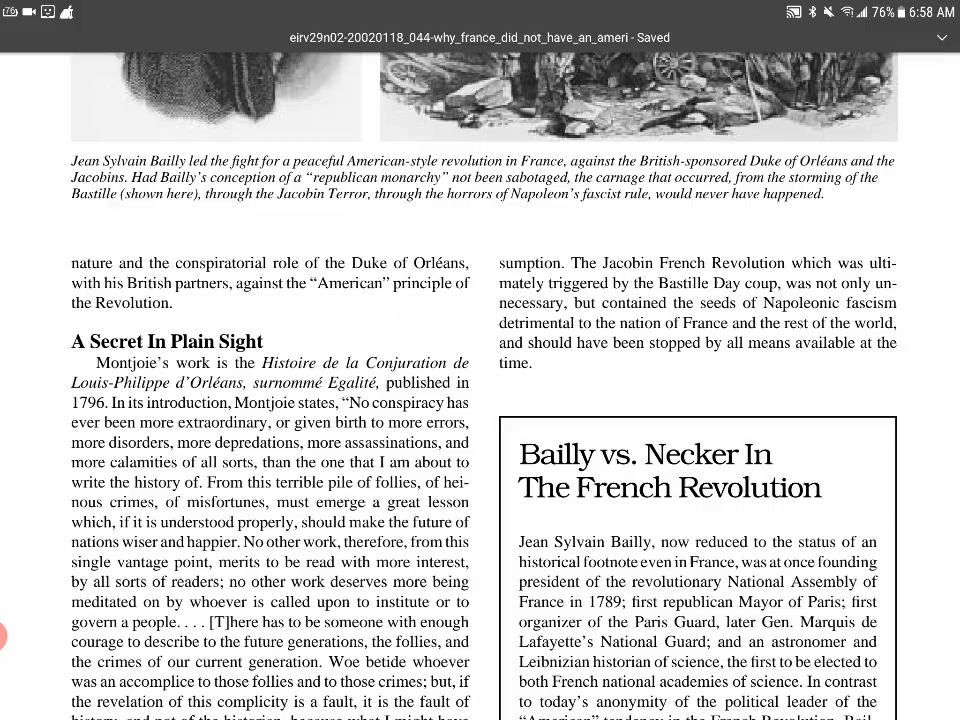 76
76% 6:58 AM
eirv29n02-20020118_044-why_france_did_not_have_an_ameri - Saved
Jean Sylvain Bailly led the fight for a peaceful American-style revolution in France, against the British-sponsored Duke of Orléans and the
Jacobins. Had Bailly's conception of a “republican monarchy” not been sabotaged, the carnage that occurred, from the storming of the
Bastille (shown here), through the Jacobin Terror, through the horrors of Napoleon's fascist rule, would never have happened.
nature and the conspiratorial role of the Duke of Orléans,
with his British partners, against the “American” principle of
the Revolution.
A Secret In Plain Sight
Montjoie's work is the Histoire de la Conjuration de
Louis-Philippe d'Orléans, surnommé Egalité, published in
1796. In its introduction, Montjoie states, “No conspiracy has
ever been more extraordinary, or given birth to more errors,
more disorders, more depredations, more assassinations, and
more calamities of all sorts, than the one that I am about to
write the history of. From this terrible pile of follies, of hei-
nous crimes, of misfortunes, must emerge a great lesson
which, if it is understood properly, should make the future of
nations wiser and happier. No other work, therefore, from this
single vantage point, merits to be read with more interest,
by all sorts of readers; no other work deserves more being
meditated on by whoever is called upon to institute or to
govern a people. . . . [T]here has to be someone with enough
courage to describe to the future generations, the follies, and
the crimes of our current generation. Woe betide whoever
was an accomplice to those follies and to those crimes; but, if
the revelation of this complicity is a fault, it is the fault of
history, and not of the historian, because what I might have
sumption. The Jacobin French Revolution which was ulti-
mately triggered by the Bastille Day coup, was not only un-
necessary, but contained the seeds of Napoleonic fascism
detrimental to the nation of France and the rest of the world,
and should have been stopped by all means available at the
time.
Bailly vs. Necker In
The French Revolution
Jean Sylvain Bailly, now reduced to the status of an
historical footnote even in France, was at once founding
president of the revolutionary National Assembly of
France in 1789; first republican Mayor of Paris; first
organizer of the Paris Guard, later Gen. Marquis de
Lafayette's National Guard; and an astronomer and
Leibnizian historian of science, the first to be elected to
both French national academies of science. In contrast
to today's anonymity of the political leader of the
“American” tendency in the French Revolution, Bail-